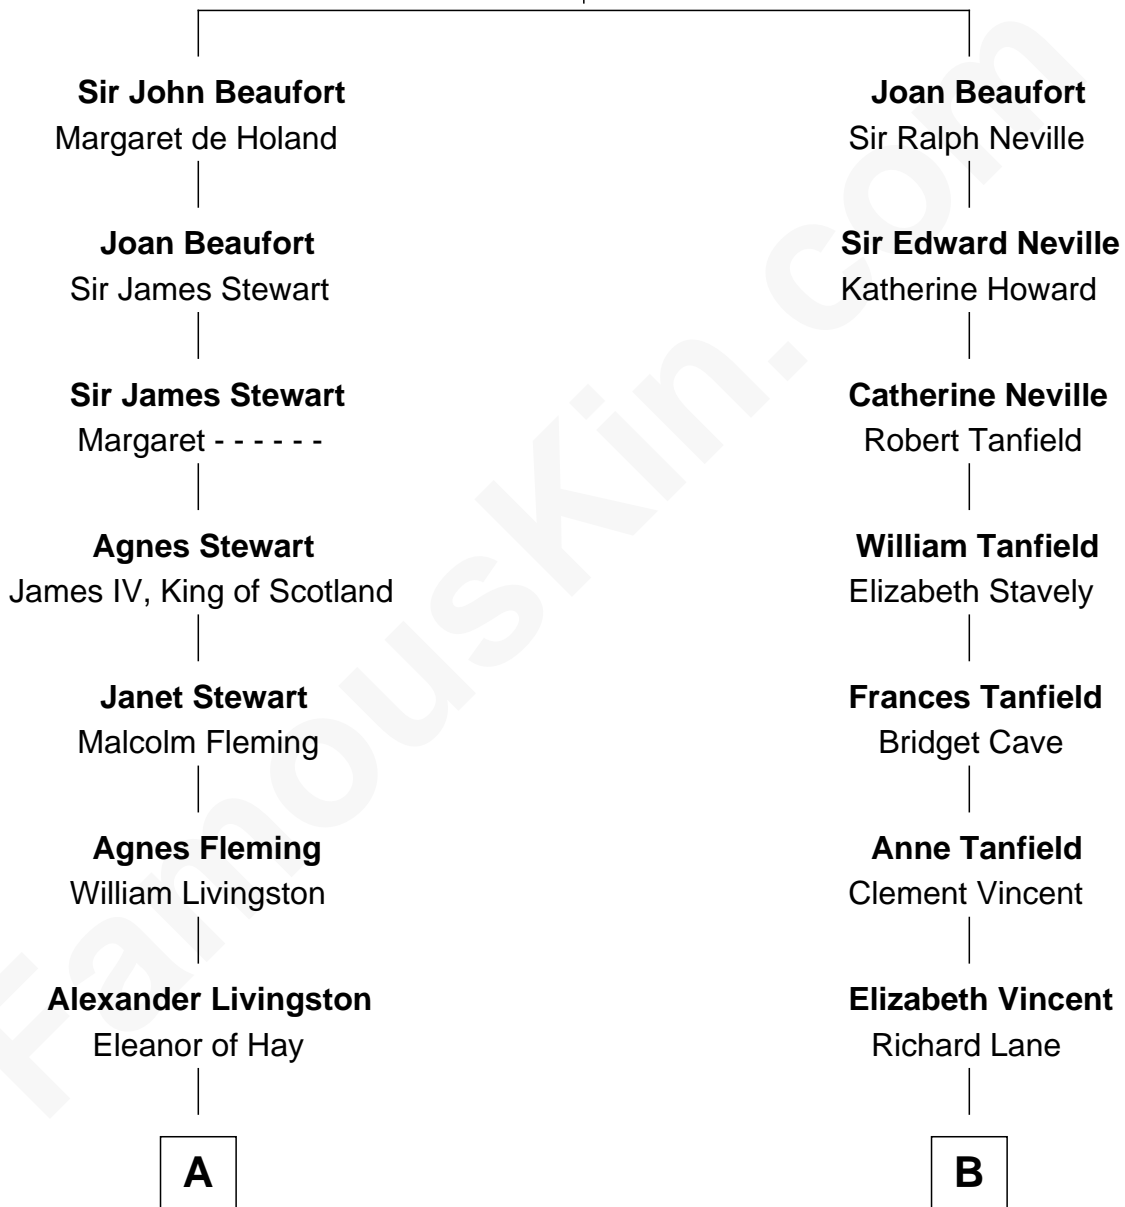 Sir John Beaufort
Margaret de Holand
Joan Beaufort
Sir James Stewart
Sir James Stewart
Margaret - - - - - -
Agnes Stewart
James IV, King of Scotland
Janet Stewart
Malcolm Fleming
Agnes Fleming
William Livingston
Alexander Livingston
Eleanor of Hay
A
Joan Beaufort
Sir Ralph Neville
Sir Edward Neville
Katherine Howard
Catherine Neville
Robert Tanfield
William Tanfield
Elizabeth Stavely
Frances Tanfield
Bridget Cave
Anne Tanfield
Clement Vincent
Elizabeth Vincent
Richard Lane
B
FamousKin.com